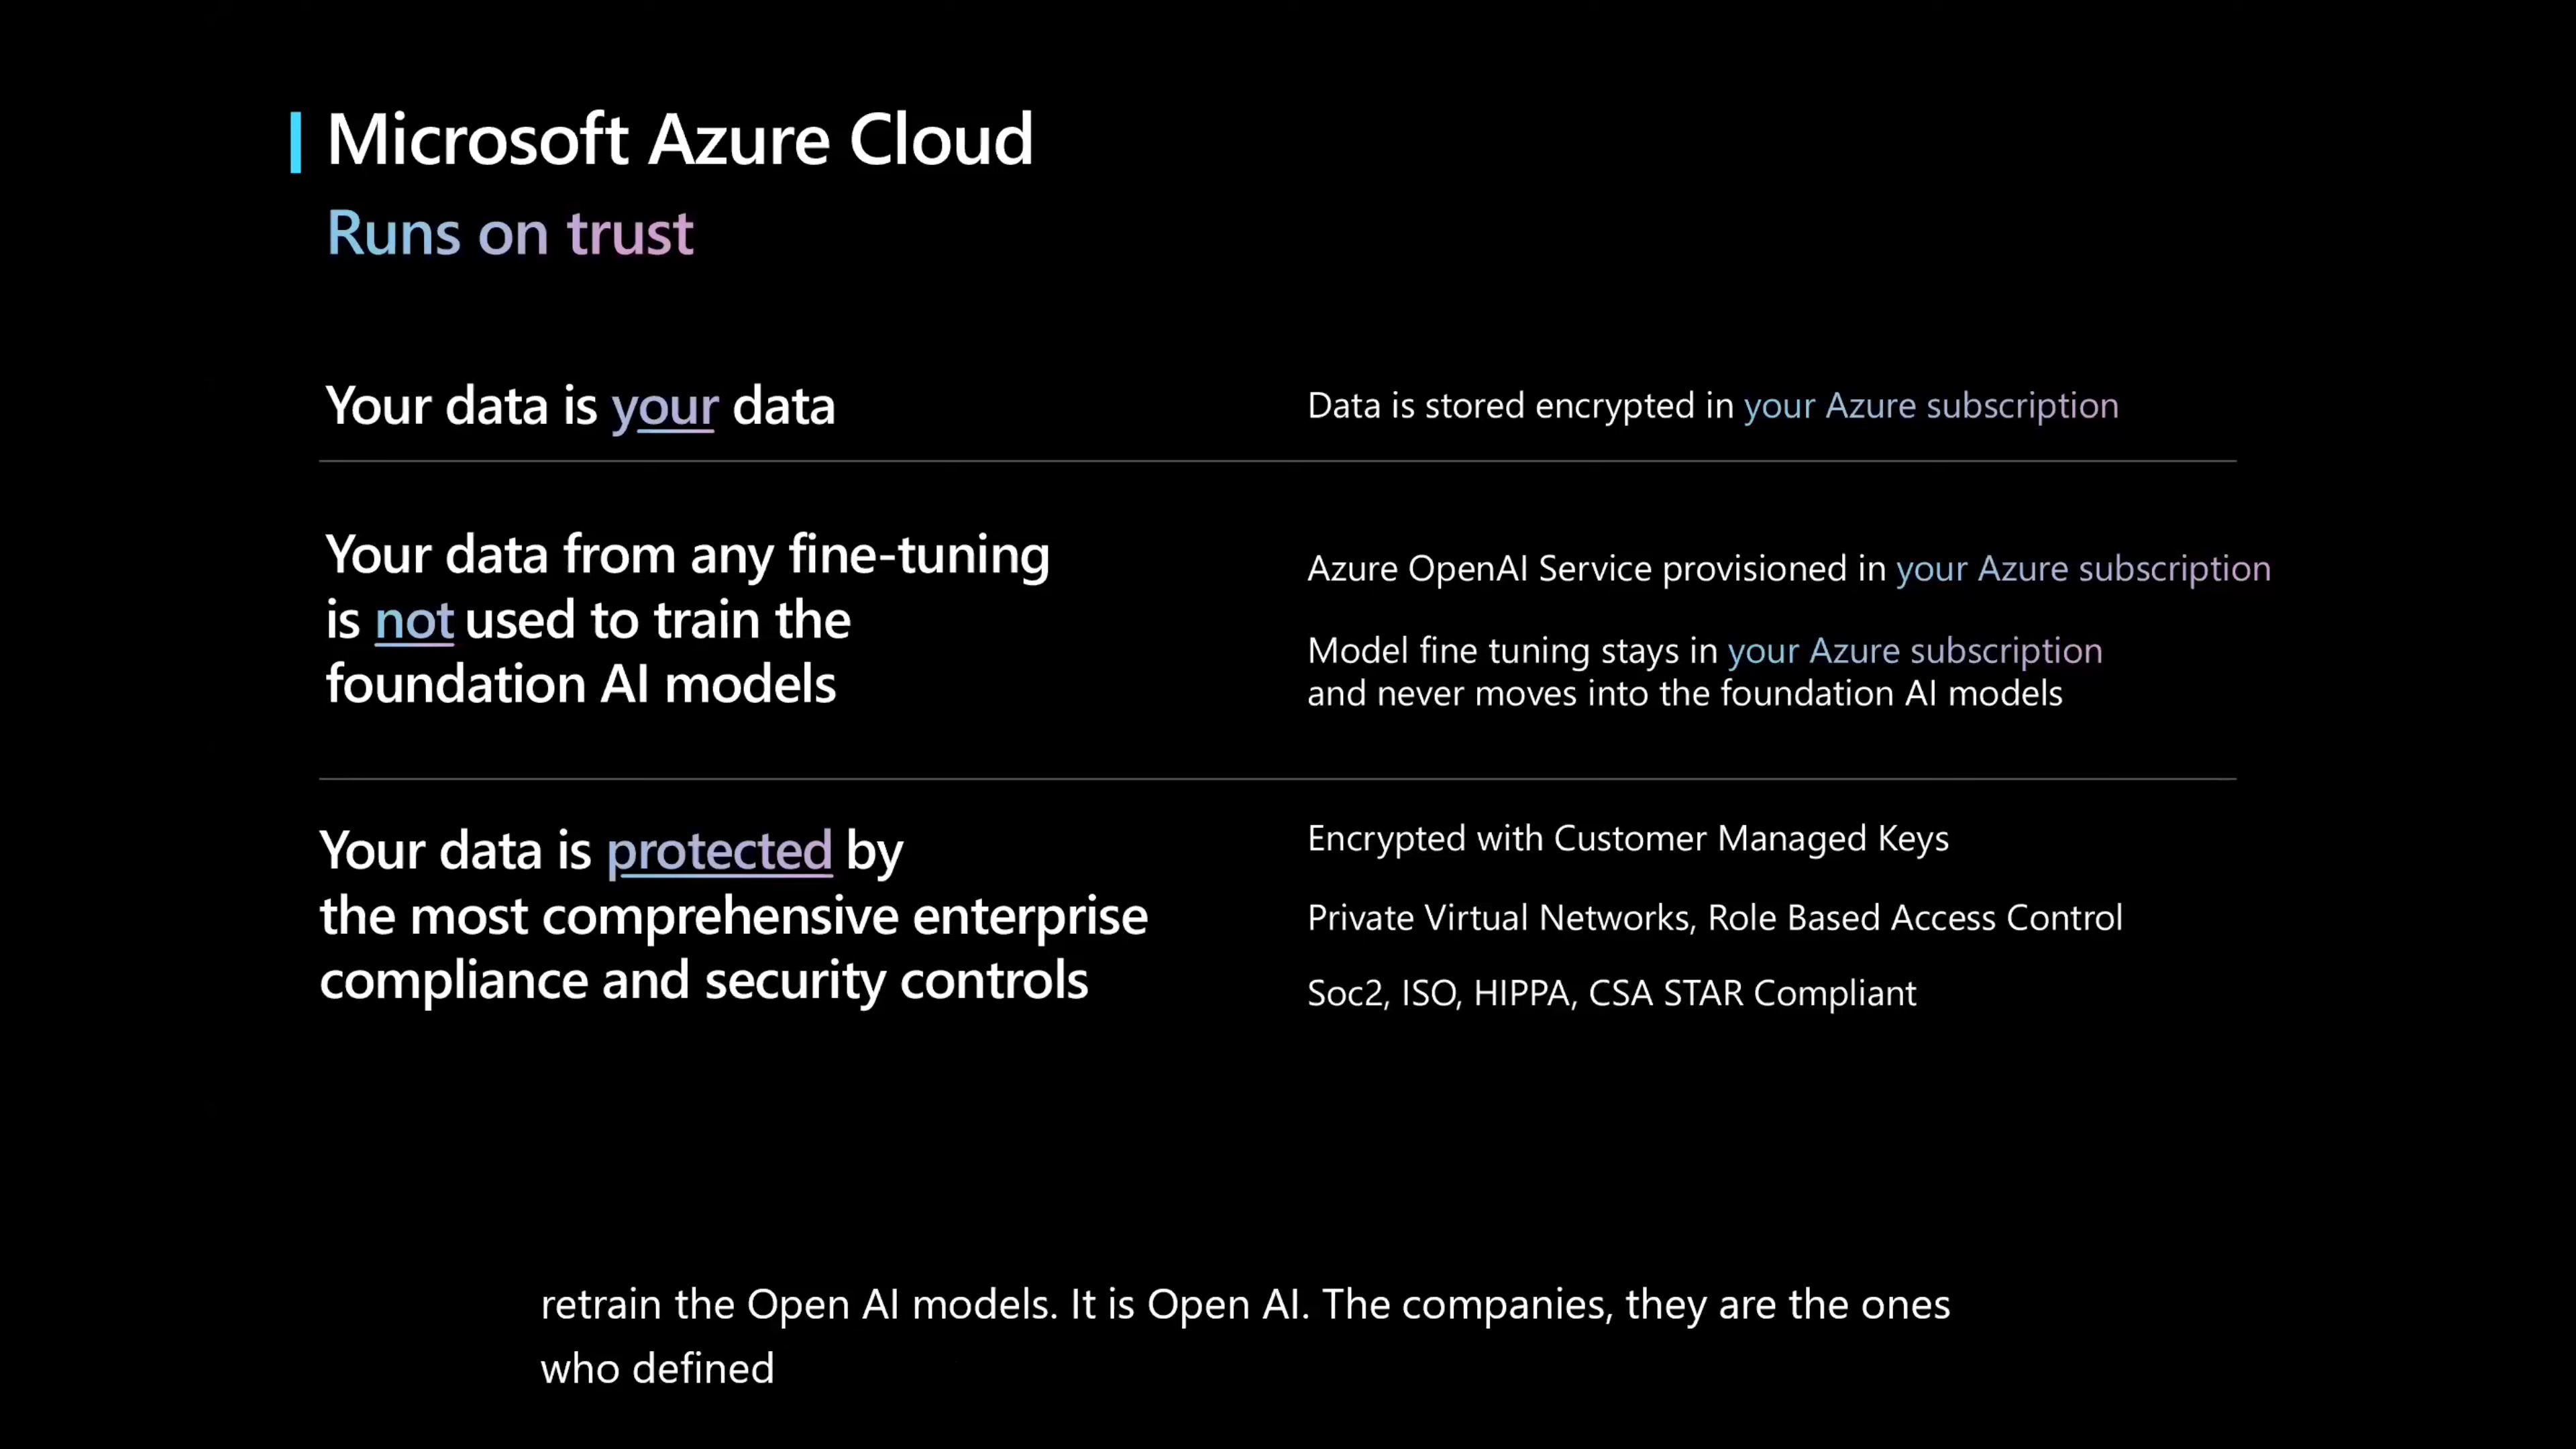 Microsoft Azure Cloud
Runs on trust
Your data is your data
Data is stored encrypted in your Azure subscription
Your data from any fine-tuning
is not used to train the
foundation AI models
Azure OpenAI Service provisioned in your Azure subscription
Model fine tuning stays in your Azure subscription
and never moves into the foundation AI models
Your data is protected by
the most comprehensive enterprise
compliance and security controls
Encrypted with Customer Managed Keys
Private Virtual Networks, Role Based Access Control
Soc2, ISO, HIPPA, CSA STAR Compliant
retrain the Open AI models. It is Open AI. The companies, they are the ones
who defined